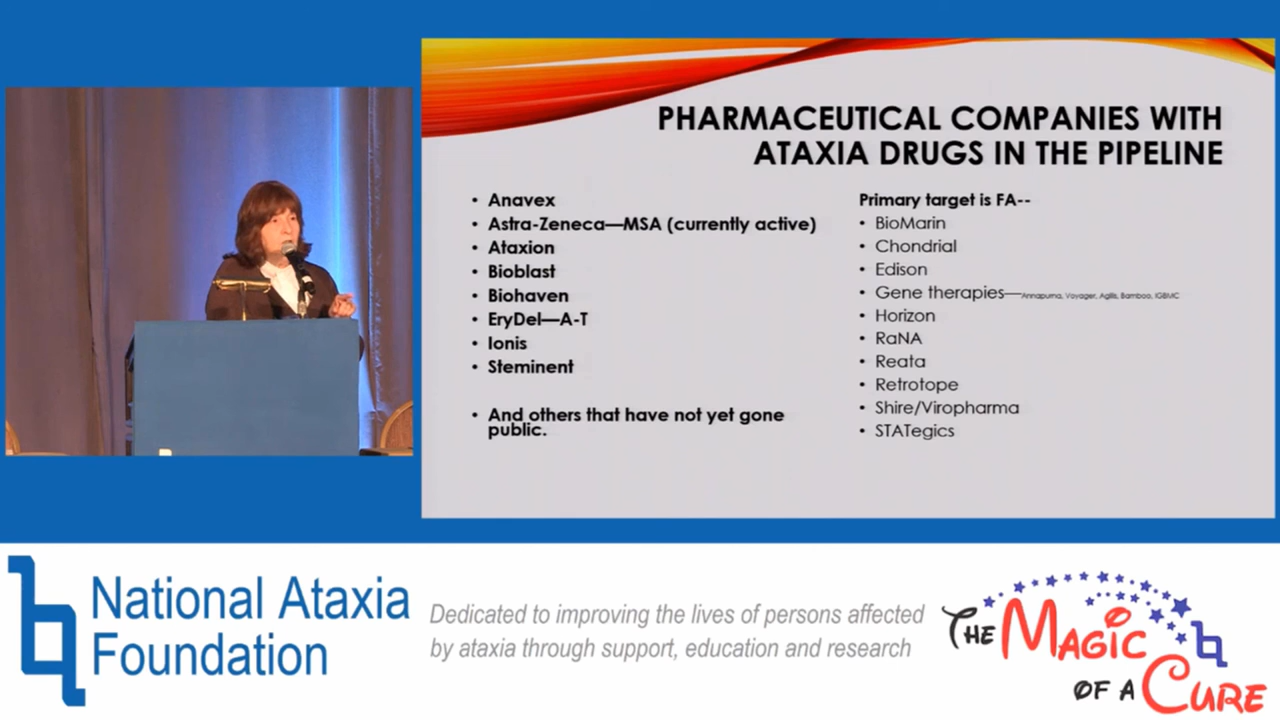 PHARMACEUTICAL COMPANIES WITH
ATAXIA DRUGS IN THE PIPELINE
• Anavex
• Astra-Zeneca—MSA (currently active)
• Ataxion
• Bioblast
• Biohaven
• EryDel—A-T
• Ionis
• Steminent
• And others that have not yet gone
public.
Primary target is FA--
• BioMarin
• Chondrial
• Edison
• Gene therapies—Annapurna, Voyager, Agilis, Bamboo, IGBMC
• Horizon
• RaNA
• Reata
• Retrotope
• Shire/Viropharma
• STATegics
National Ataxia
Foundation
Dedicated to improving the lives of persons affected
by ataxia through support, education and research
THE MAGIC
OF A CURE